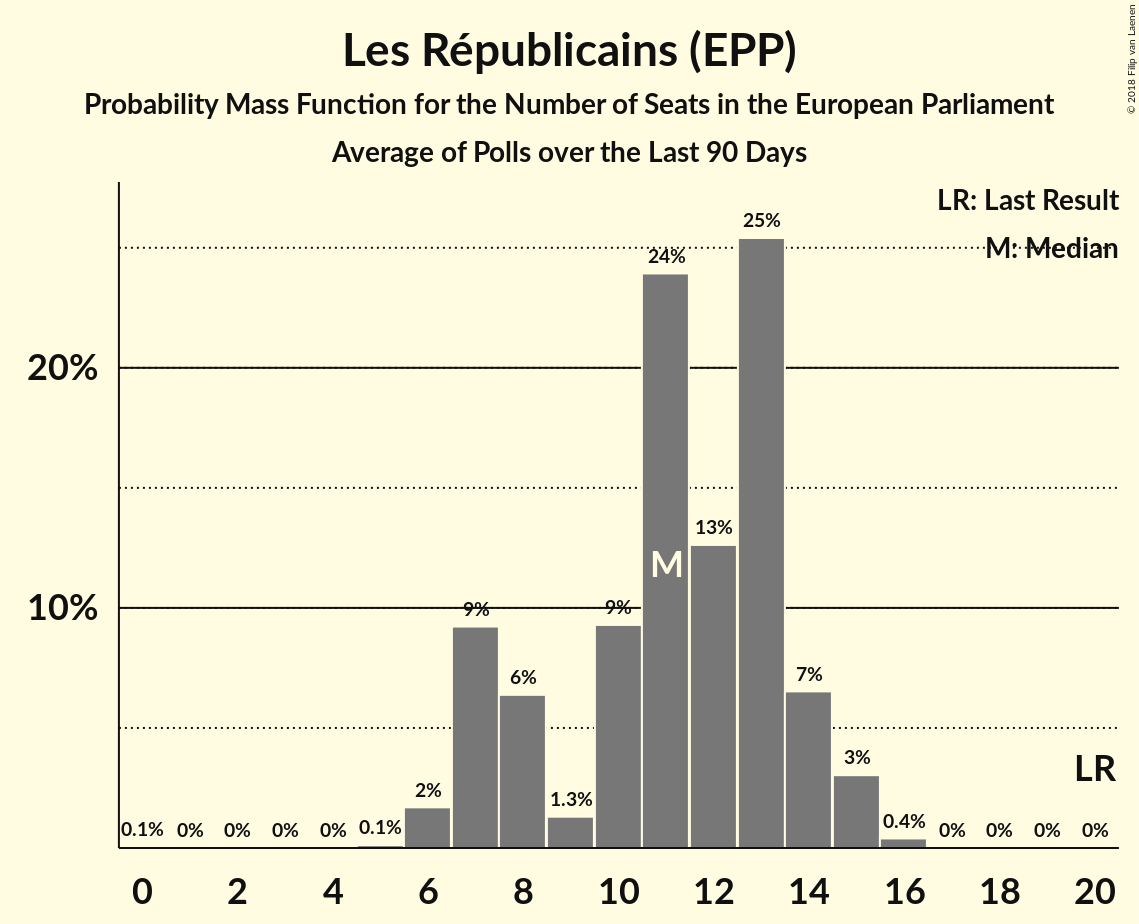 Les Républicains (EPP)
Probability Mass Function for the Number of Seats in the European Parliament
Average of Polls over the Last 90 Days
© 2018 Filip van Laenen
LR: Last Result
M: Median
25%
24%
20%
13%
M
10%
9%
9%
6%
7%
LR
3%
2%
1.3%
0.1% 0% 0% 0% 0% 0.1% 0.4% 0% 0% 0% 0%
0 2 4 6 8 10 12 14 16 18 20